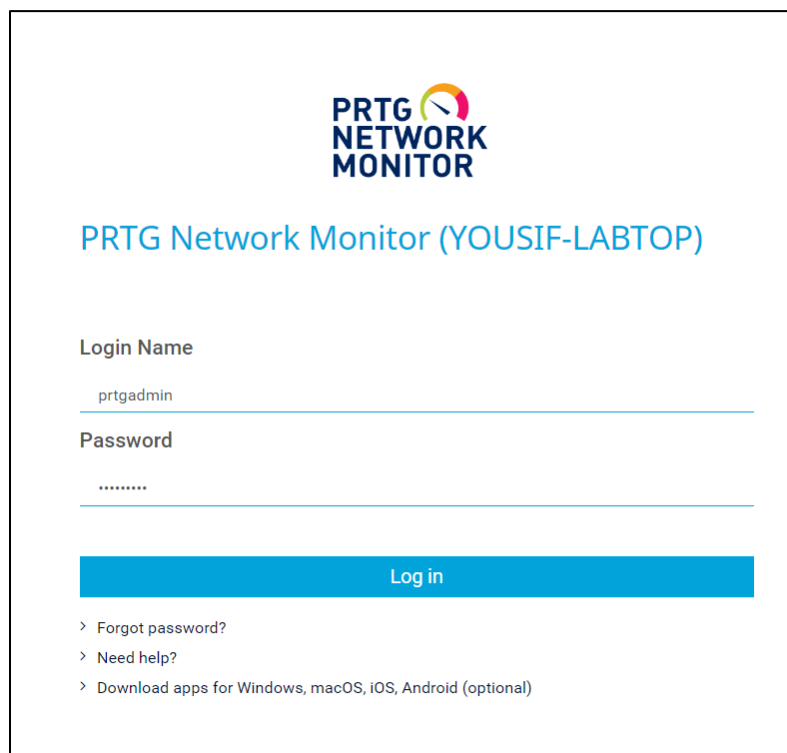 PRTG
NETWORK
MONITOR
PRTG Network Monitor (YOUSIF-LABTOP)
Login Name
prtgadmin
Password
•••••••••
Log in
> Forgot password?
> Need help?
> Download apps for Windows, macOS, iOS, Android (optional)